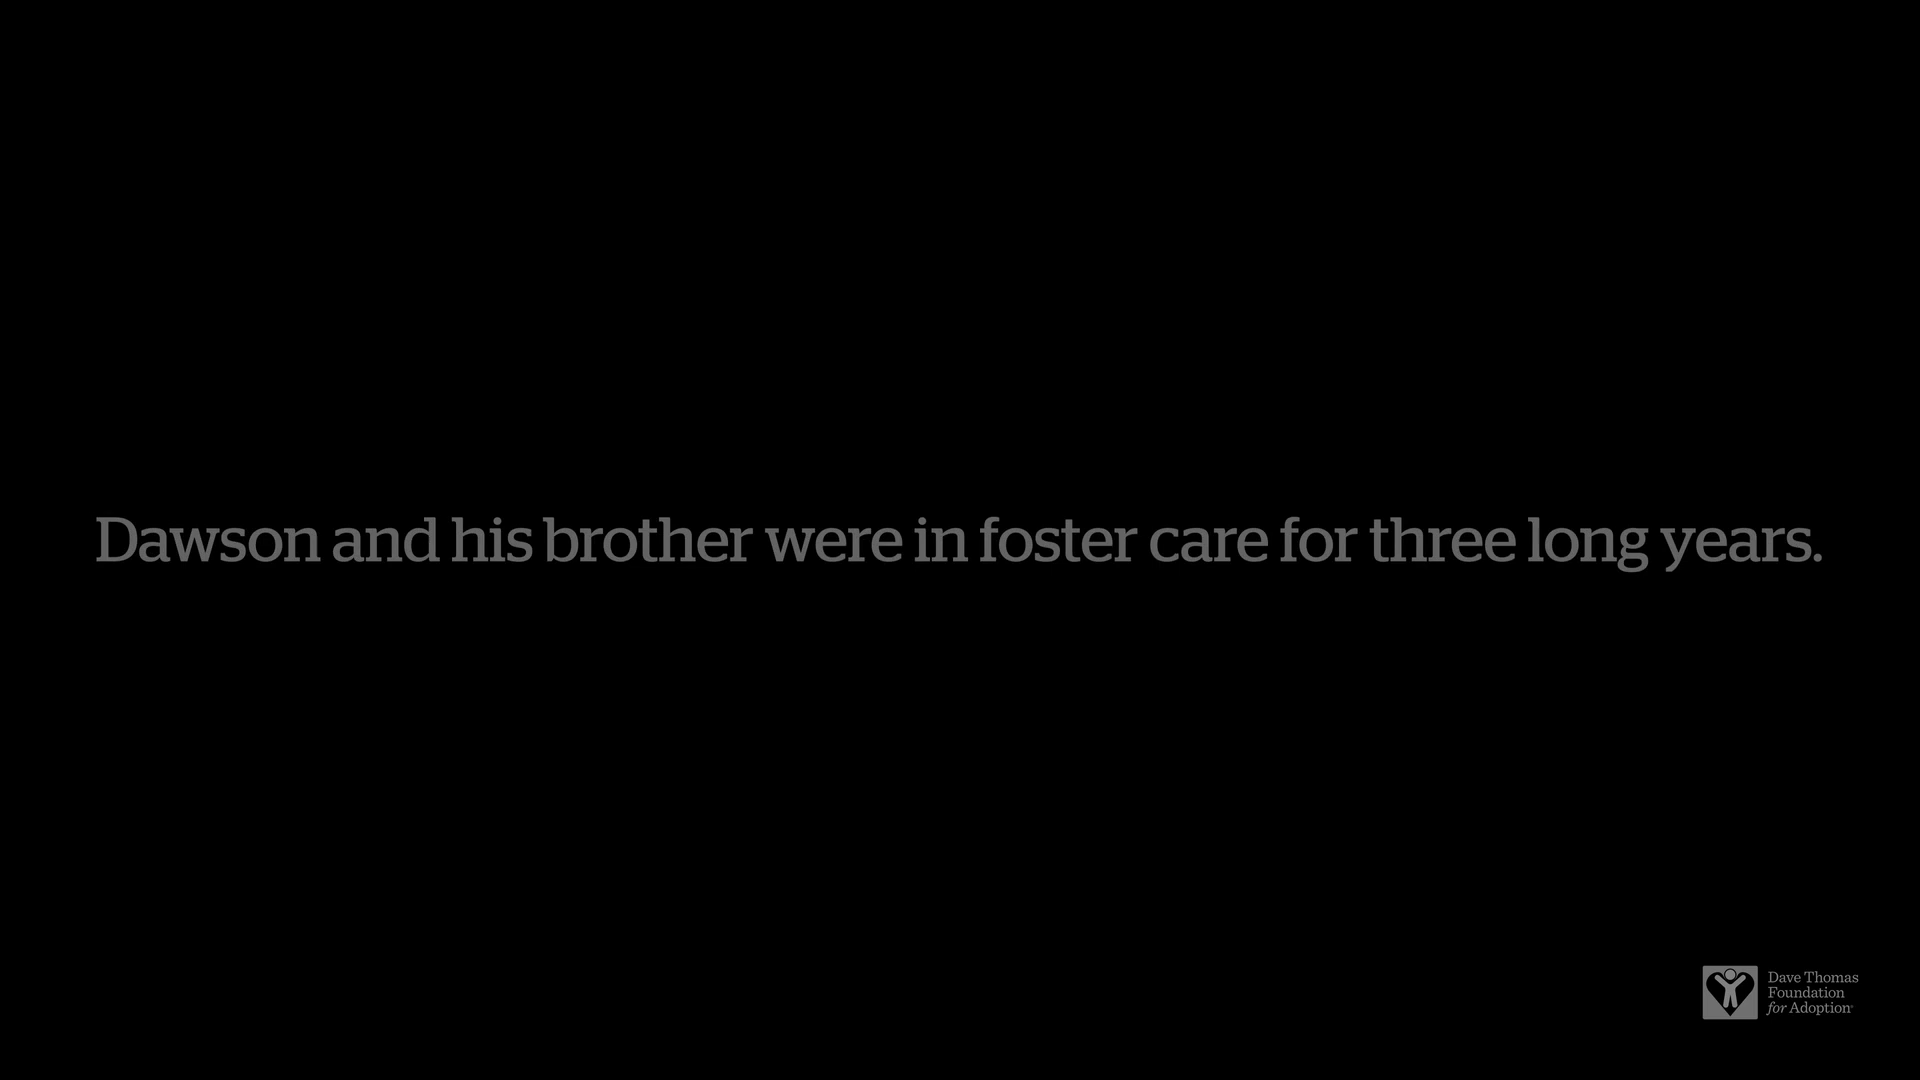 Dawson and his brother were in foster care for three long years.
Dave Thomas
Foundation
for Adoption